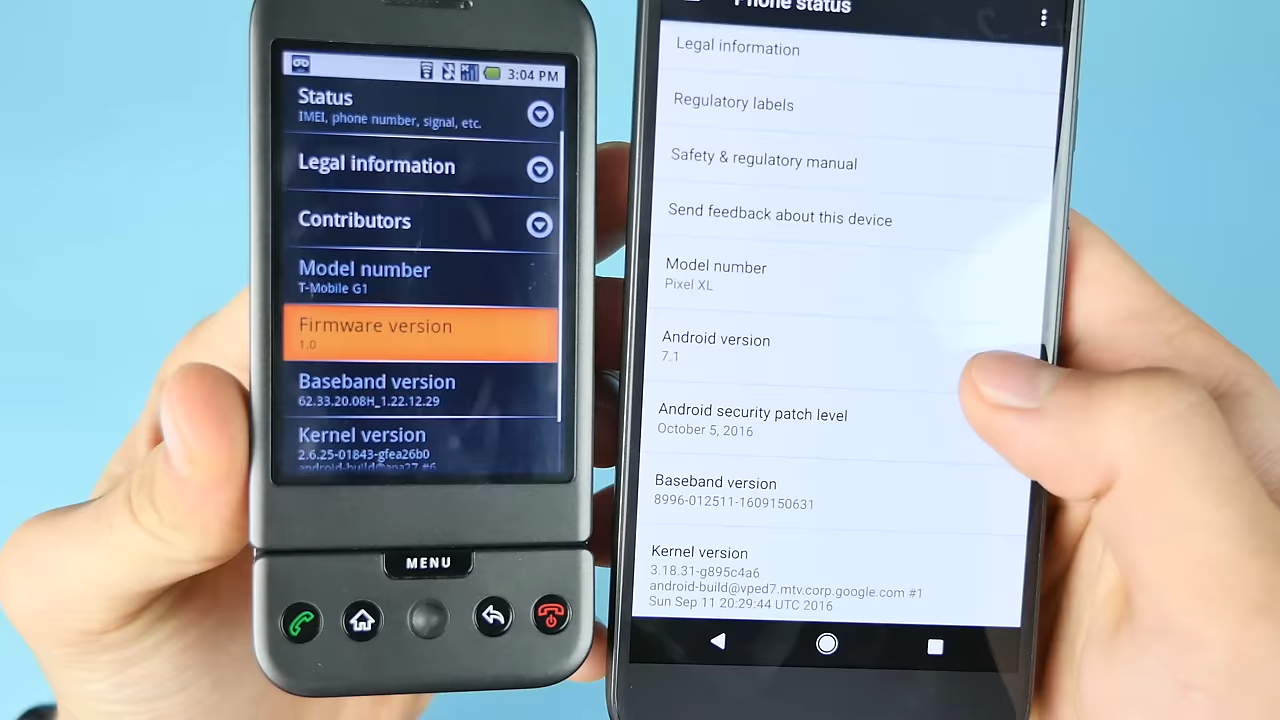 3:04 PM
Status
IMEI, phone number, signal, etc.
Legal information
Contributors
Model number
T-Mobile G1
Firmware version
1.0
Baseband version
62.33.20.08H_1.22.12.29
Kernel version
2.6.25-01843-gfea26b0
android-build@apa27 #6
MENU
Phone status
Legal information
Regulatory labels
Safety & regulatory manual
Send feedback about this device
Model number
Pixel XL
Android version
7.1
Android security patch level
October 5, 2016
Baseband version
8996-012511-1609150631
Kernel version
3.18.31-g895c4a6
android-build@vped7.mtv.corp.google.com #1
Sun Sep 11 20:29:44 UTC 2016